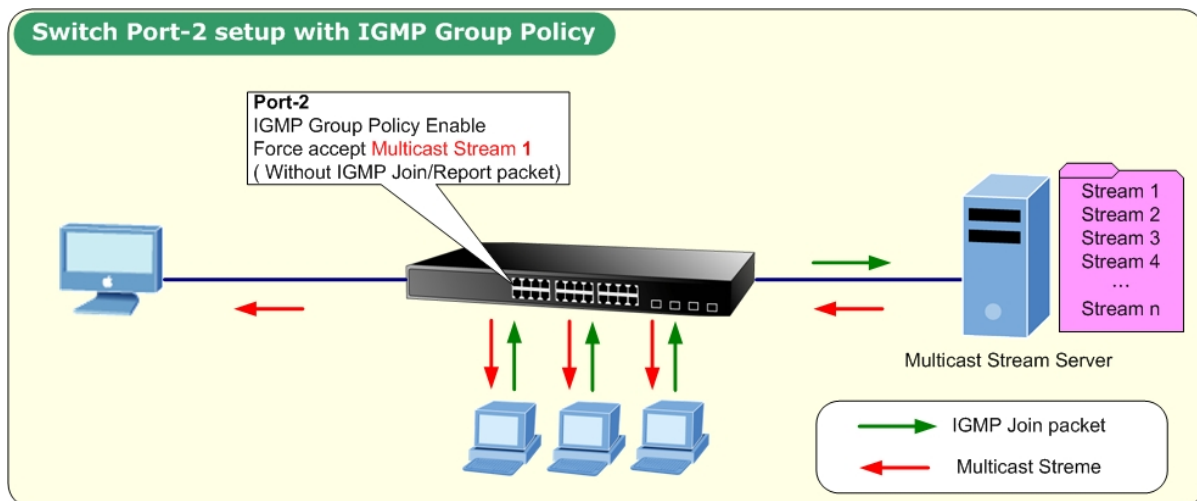 Switch Port-2 setup with IGMP Group Policy
Port-2
IGMP Group Policy Enable
Force accept Multicast Stream 1
( Without IGMP Join/Report packet)
Stream 1
Stream 2
Stream 3
Stream 4
...
Stream n
Multicast Stream Server
IGMP Join packet
Multicast Streme